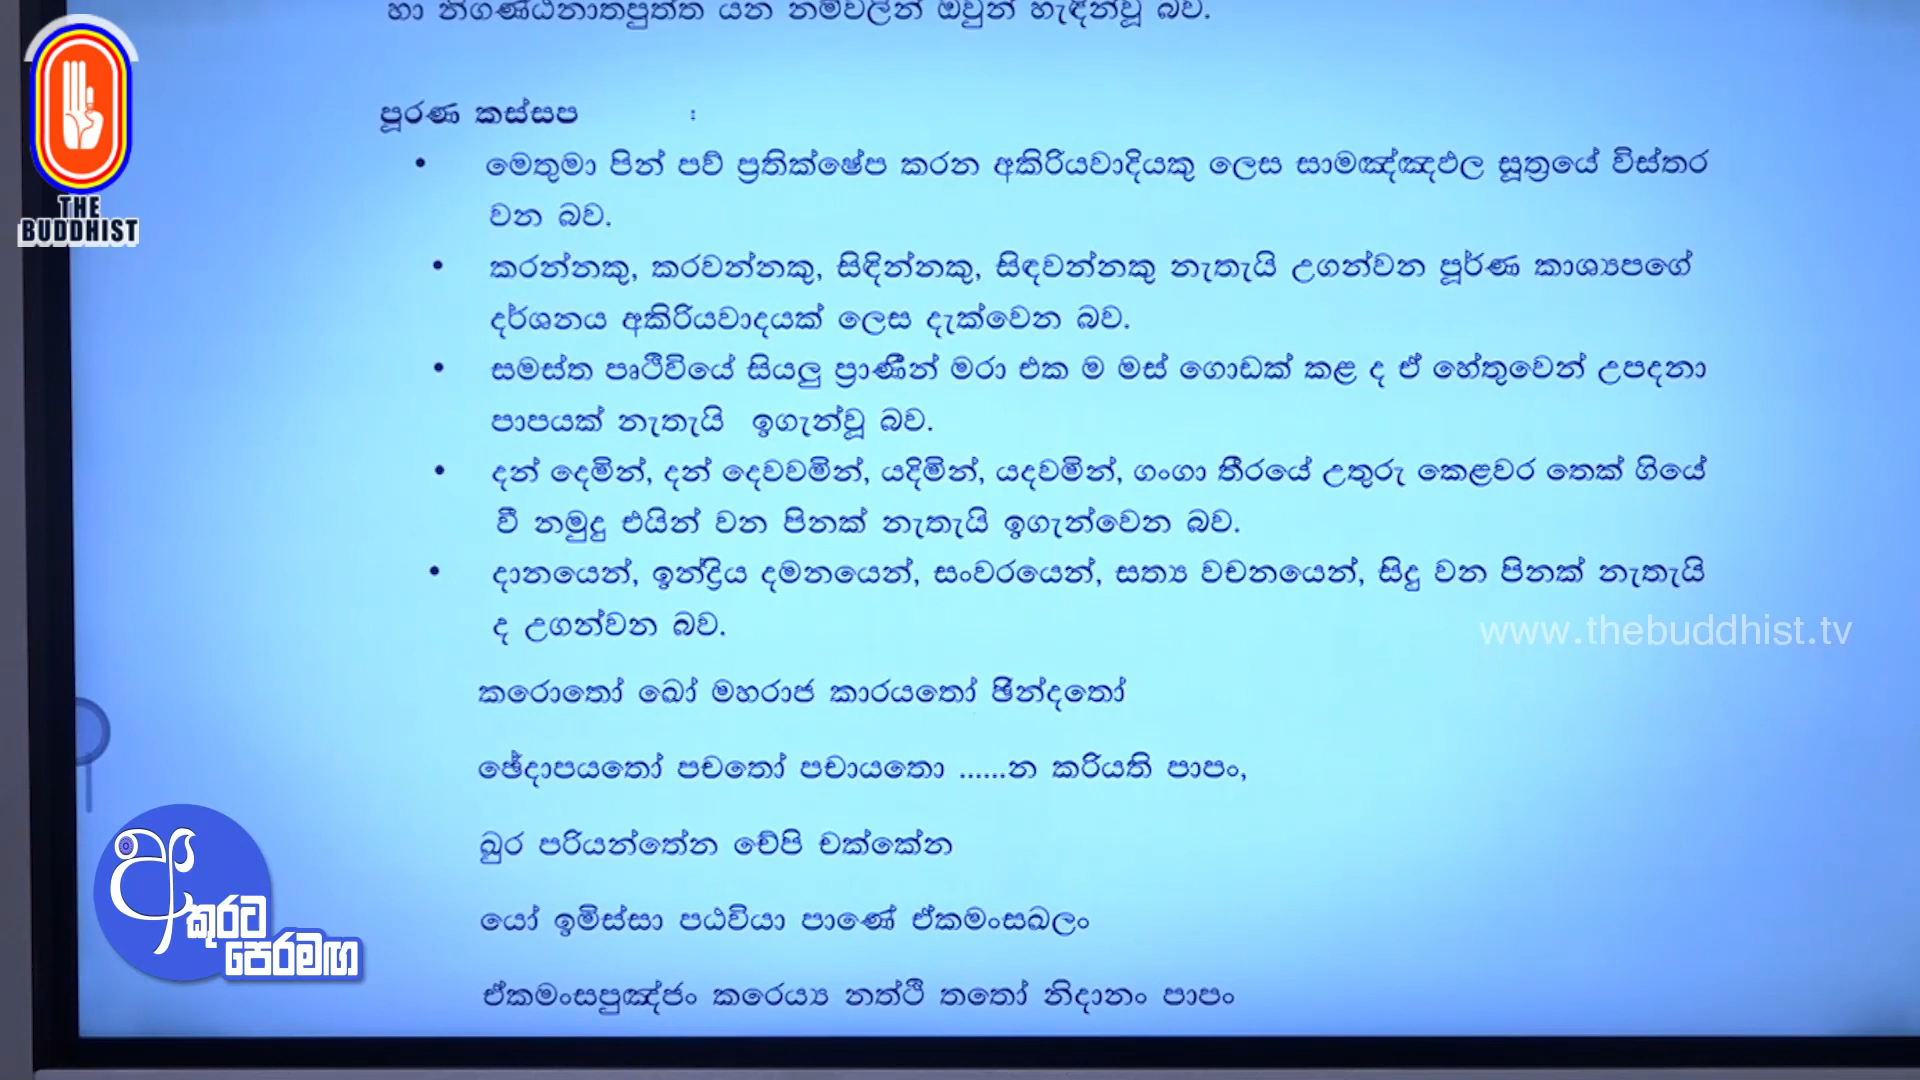 හා නිගණ්ඨනාතපුත්ත යන නම්වලින් ඔවුන් හැඳින්වූ බව.
පූරණ කස්සප :
• මෙතුමා පින් පව් ප්‍රතික්ෂේප කරන අකිරියවාදියකු ලෙස සාමඤ්ඤඵල සූත්‍රයේ විස්තර
වන බව.
• කරන්නකු, කරවන්නකු, සිඳින්නකු, සිඳවන්නකු නැතැයි උගන්වන පූර්ණ කාශ්‍යපගේ
දර්ශනය අකිරියවාදයක් ලෙස දැක්වෙන බව.
• සමස්ත පෘථිවියේ සියලු ප්‍රාණීන් මරා එක ම මස් ගොඩක් කළ ද ඒ හේතුවෙන් උපදනා
පාපයක් නැතැයි ඉගැන්වූ බව.
• දන් දෙමින්, දන් දෙවවමින්, යදිමින්, යදවමින්, ගංගා තීරයේ උතුරු කෙළවර තෙක් ගියේ
වී නමුදු එයින් වන පිනක් නැතැයි ඉගැන්වෙන බව.
• දානයෙන්, ඉන්ද්‍රිය දමනයෙන්, සංවරයෙන්, සත්‍ය වචනයෙන්, සිදු වන පිනක් නැතැයි
ද උගන්වන බව.
කරොතෝ ඛෝ මහරාජ කාරයතෝ ඡින්දතෝ
ඡේදාපයතෝ පචතෝ පචායතො ......න කරියති පාපං,
ඛුර පරියන්තේන චේපි චක්කේන
යෝ ඉමිස්සා පඨවියා පාණේ ඒකමංසඛලං
ඒකමංසපුඤ්ජං කරෙය්‍ය නත්ථි තතෝ නිදානං පාපං
THE
BUDDHIST
www.thebuddhist.tv
අකුරට
පෙරමඟ